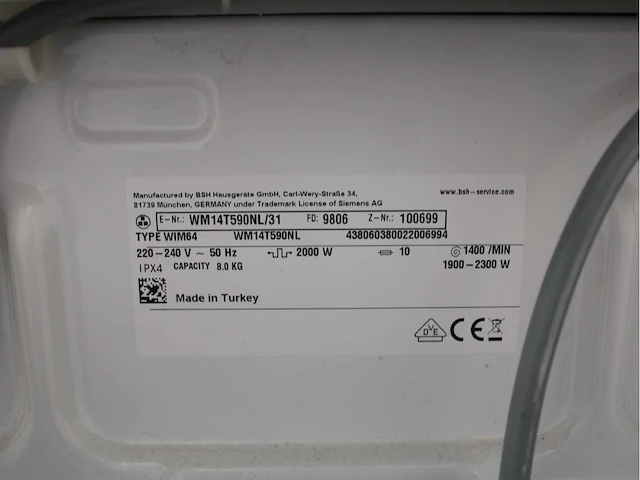 Manufactured by BSH Hausgeräte GmbH, Carl-Wery-Straße 34,
81739 München, GERMANY under Trademark License of Siemens AG
www.bsh-service.com
E-Nr.: WM14T590NL/31 FD: 9806 Z-Nr.: 100699
TYPE WIM64 WM14T590NL 438060380022006994
220-240 V ~ 50 Hz 2000 W 10 1400 /MIN
IPX4 CAPACITY 8.0 KG 1900-2300 W
Made in Turkey
DVE CE